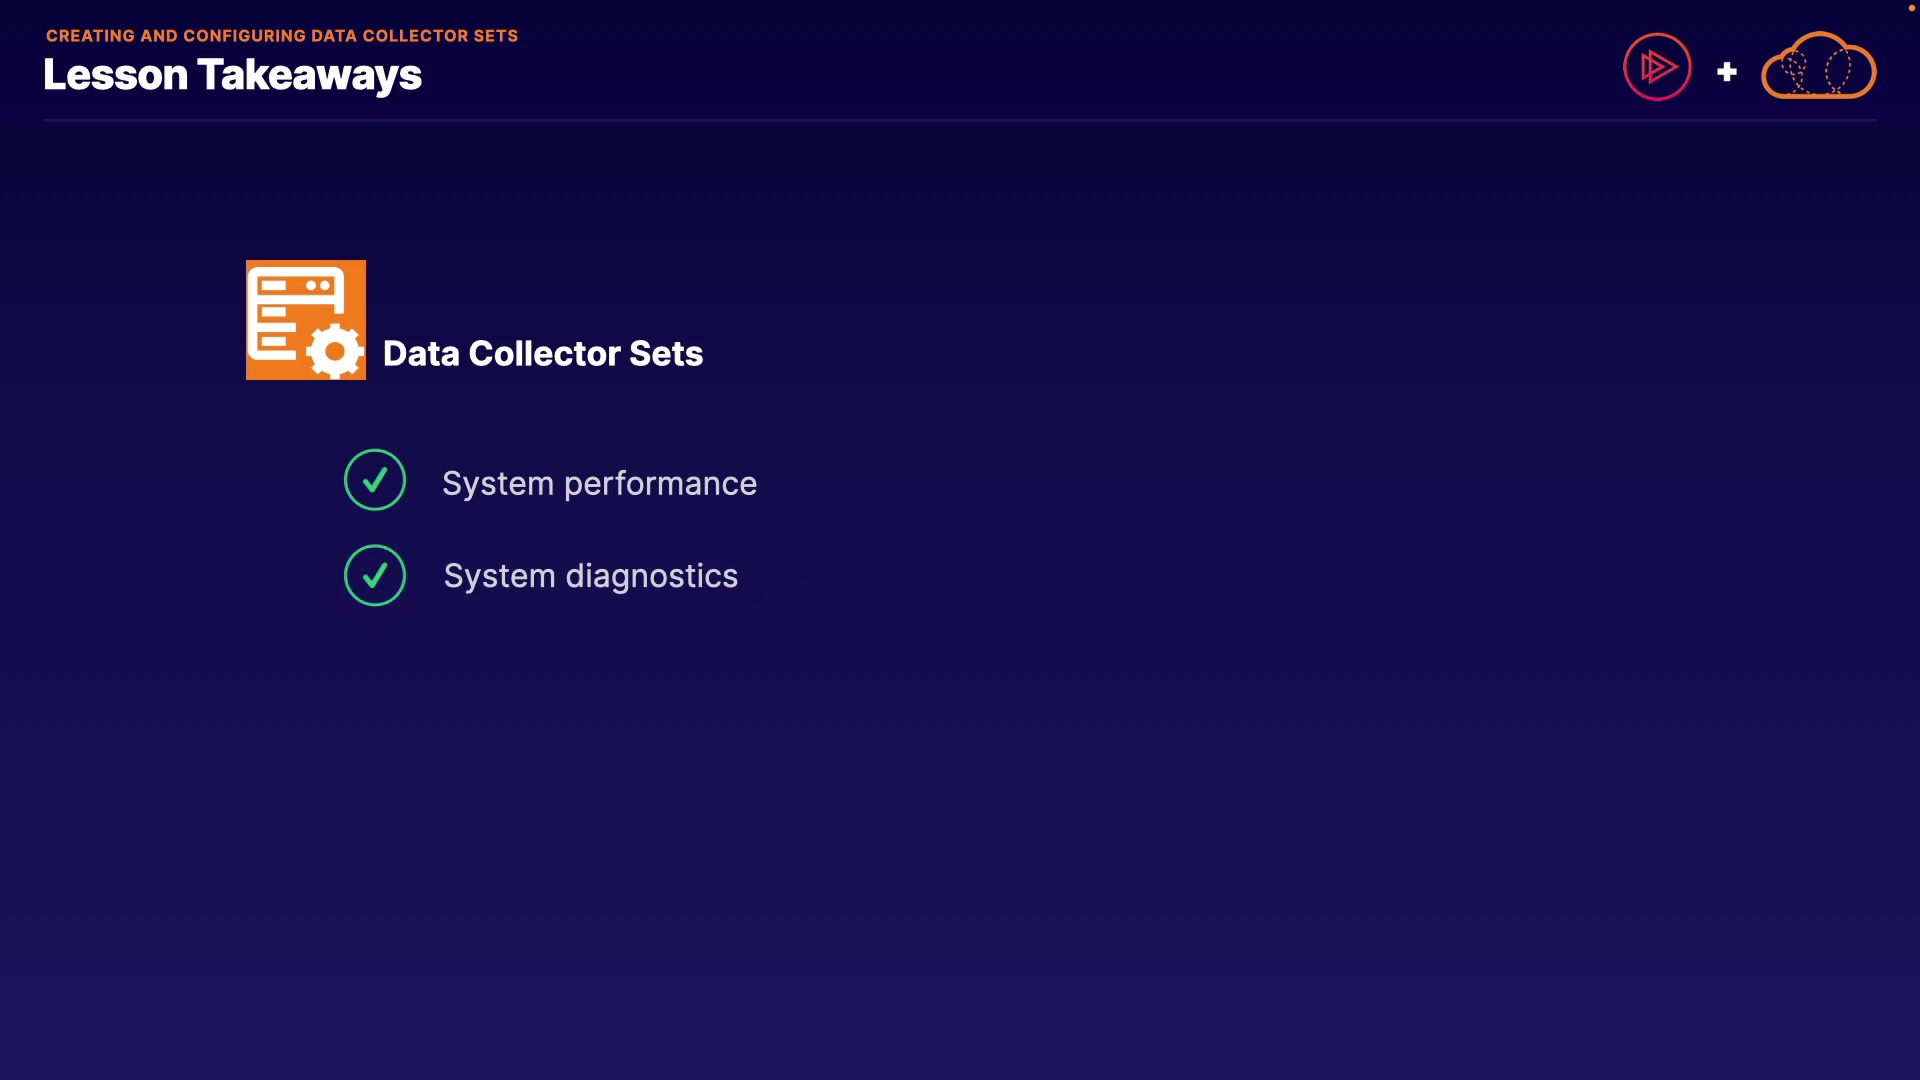 CREATING AND CONFIGURING DATA COLLECTOR SETS
Lesson Takeaways
Data Collector Sets
System performance
System diagnostics